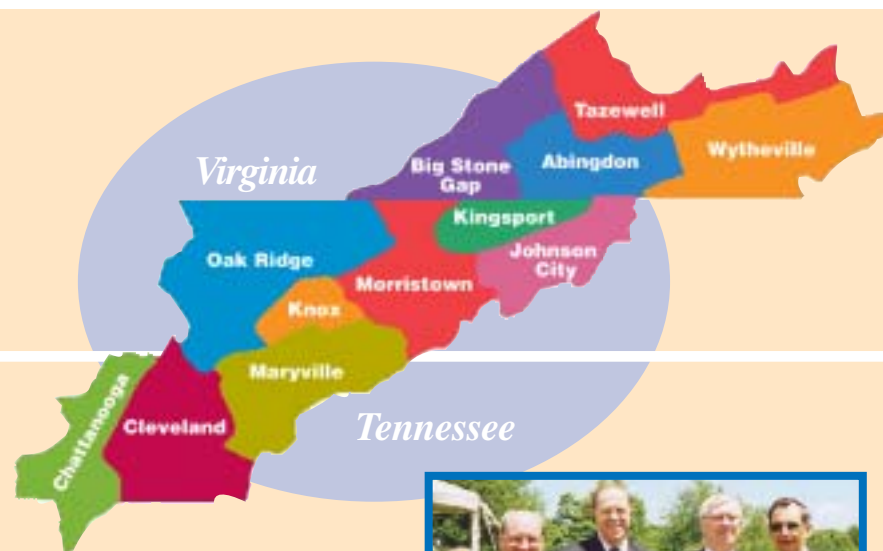 Tazewell
Wytheville
Abingdon
Big Stone
Gap
Virginia
Kingsport
Johnson
City
Oak Ridge
Morristown
Knox
Maryville
Chattanooga
Cleveland
Tennessee